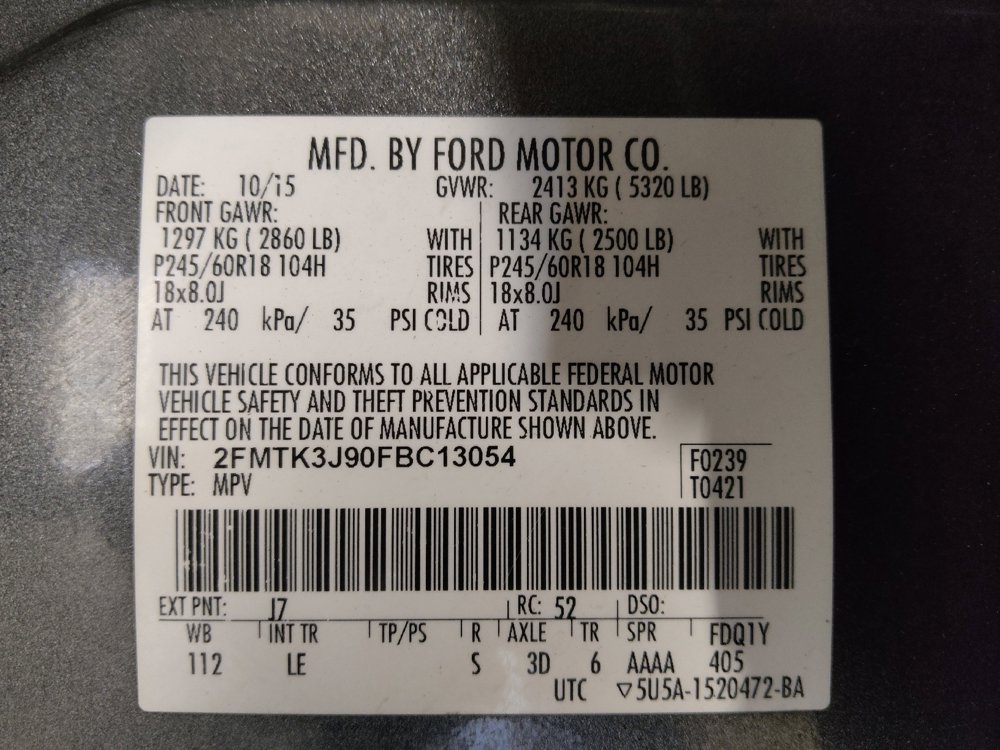 MFD. BY FORD MOTOR CO.
DATE: 10/15 GVWR: 2413 KG ( 5320 LB)
FRONT GAWR: REAR GAWR:
1297 KG ( 2860 LB) WITH 1134 KG ( 2500 LB) WITH
P245/60R18 104H TIRES P245/60R18 104H TIRES
18x8.0J RIMS 18x8.0J RIMS
AT 240 kPa/ 35 PSI COLD AT 240 kPa/ 35 PSI COLD
THIS VEHICLE CONFORMS TO ALL APPLICABLE FEDERAL MOTOR
VEHICLE SAFETY AND THEFT PREVENTION STANDARDS IN
EFFECT ON THE DATE OF MANUFACTURE SHOWN ABOVE.
VIN: 2FMTK3J90FBC13054 F0239
TYPE: MPV T0421
EXT PNT: J7 RC: 52 DSO:
WB INT TR TP/PS R AXLE TR SPR FDQ1Y
112 LE S 3D 6 AAAA 405
UTC ▽5U5A-1520472-BA